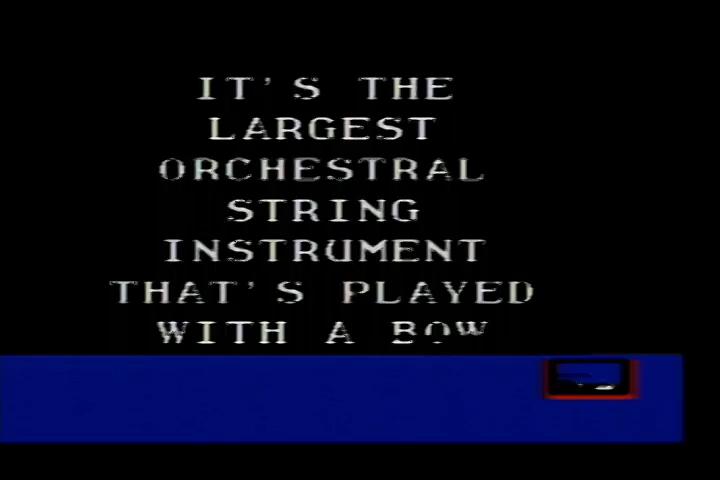 IT'S THE
LARGEST
ORCHESTRAL
STRING
INSTRUMENT
THAT'S PLAYED
WITH A BOW